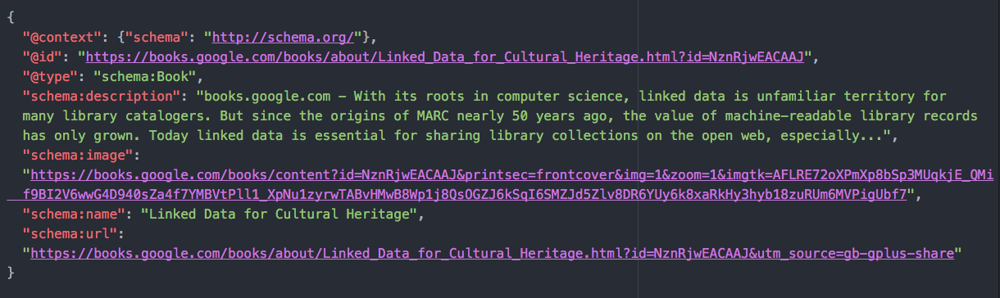 {
"@context": {"schema": "http://schema.org/"},
"@id": "https://books.google.com/books/about/Linked_Data_for_Cultural_Heritage.html?id=NznRjwEACAAJ",
"@type": "schema:Book",
"schema:description": "books.google.com – With its roots in computer science, linked data is unfamiliar territory for
many library catalogers. But since the origins of MARC nearly 50 years ago, the value of machine-readable library records
has only grown. Today linked data is essential for sharing library collections on the open web, especially...",
"schema:image":
"https://books.google.com/books/content?id=NznRjwEACAAJ&printsec=frontcover&img=1&zoom=1&imgtk=AFLRE72oXPmXp8bSp3MUqkjE_QMi
f9BI2V6wwG4D940sZa4f7YMBVtPll1_XpNu1zyrwTABvHMwB8Wp1j8QsOGZJ6kSqI6SMZJd5Zlv8DR6YUy6k8xaRkHy3hyb18zuRUm6MVPigUbf7",
"schema:name": "Linked Data for Cultural Heritage",
"schema:url":
"https://books.google.com/books/about/Linked_Data_for_Cultural_Heritage.html?id=NznRjwEACAAJ&utm_source=gb-gplus-share"
}